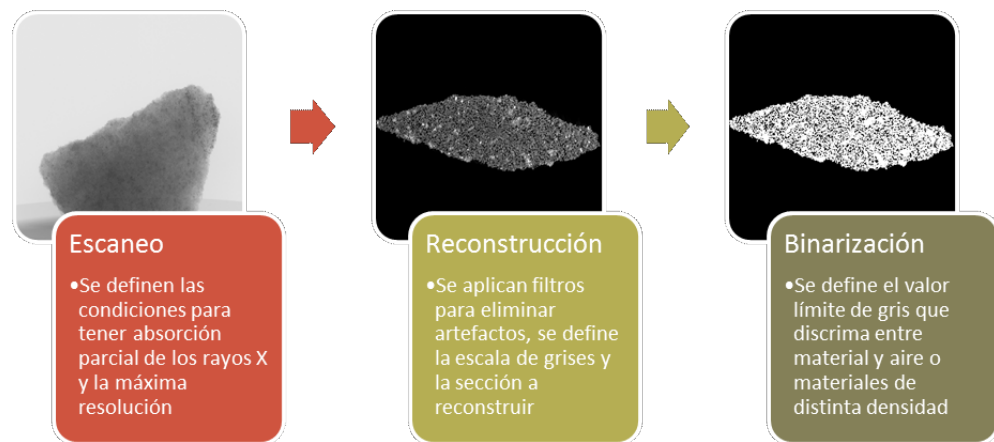 Escaneo
•Se definen las
condiciones para
tener absorción
parcial de los rayos X
y la máxima
resolución
Reconstrucción
•Se aplican filtros
para eliminar
artefactos, se define
la escala de grises y
la sección a
reconstruir
Binarización
•Se define el valor
límite de gris que
discrima entre
material y aire o
materiales de
distinta densidad